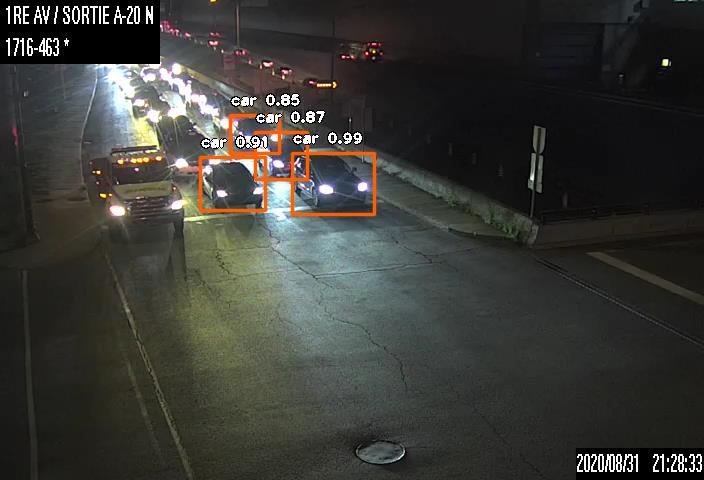 1RE AV / SORTIE A-20 N
1716-463 *
car 0.85
car 0.87
car 0.91
car 0.99
2020/08/31 21:28:33